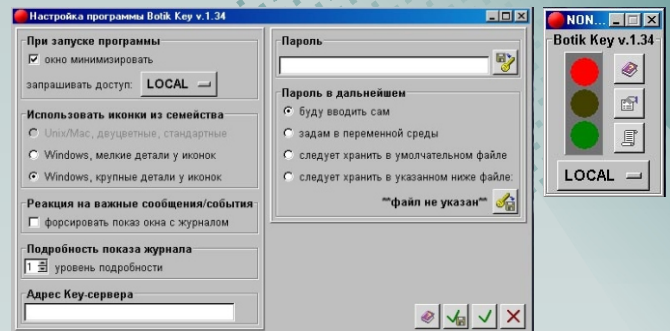 Настройка программы Botik Key v.1.34
При запуске программы
окно минимизировать
запрашивать доступ: LOCAL
Использовать иконки из семейства
Unix/Mac, двуцветные, стандартные
Windows, мелкие детали у иконок
Windows, крупные детали у иконок
Реакция на важные сообщения/события
форсировать показ окна с журналом
Подробность показа журнала
1 уровень подробности
Адрес Key-сервера
Пароль
Пароль в дальнейшем
буду вводить сам
задам в переменной среды
следует хранить в умолчательном файле
следует хранить в указанном ниже файле:
**файл не указан**
NON...
Botik Key v.1.34
LOCAL